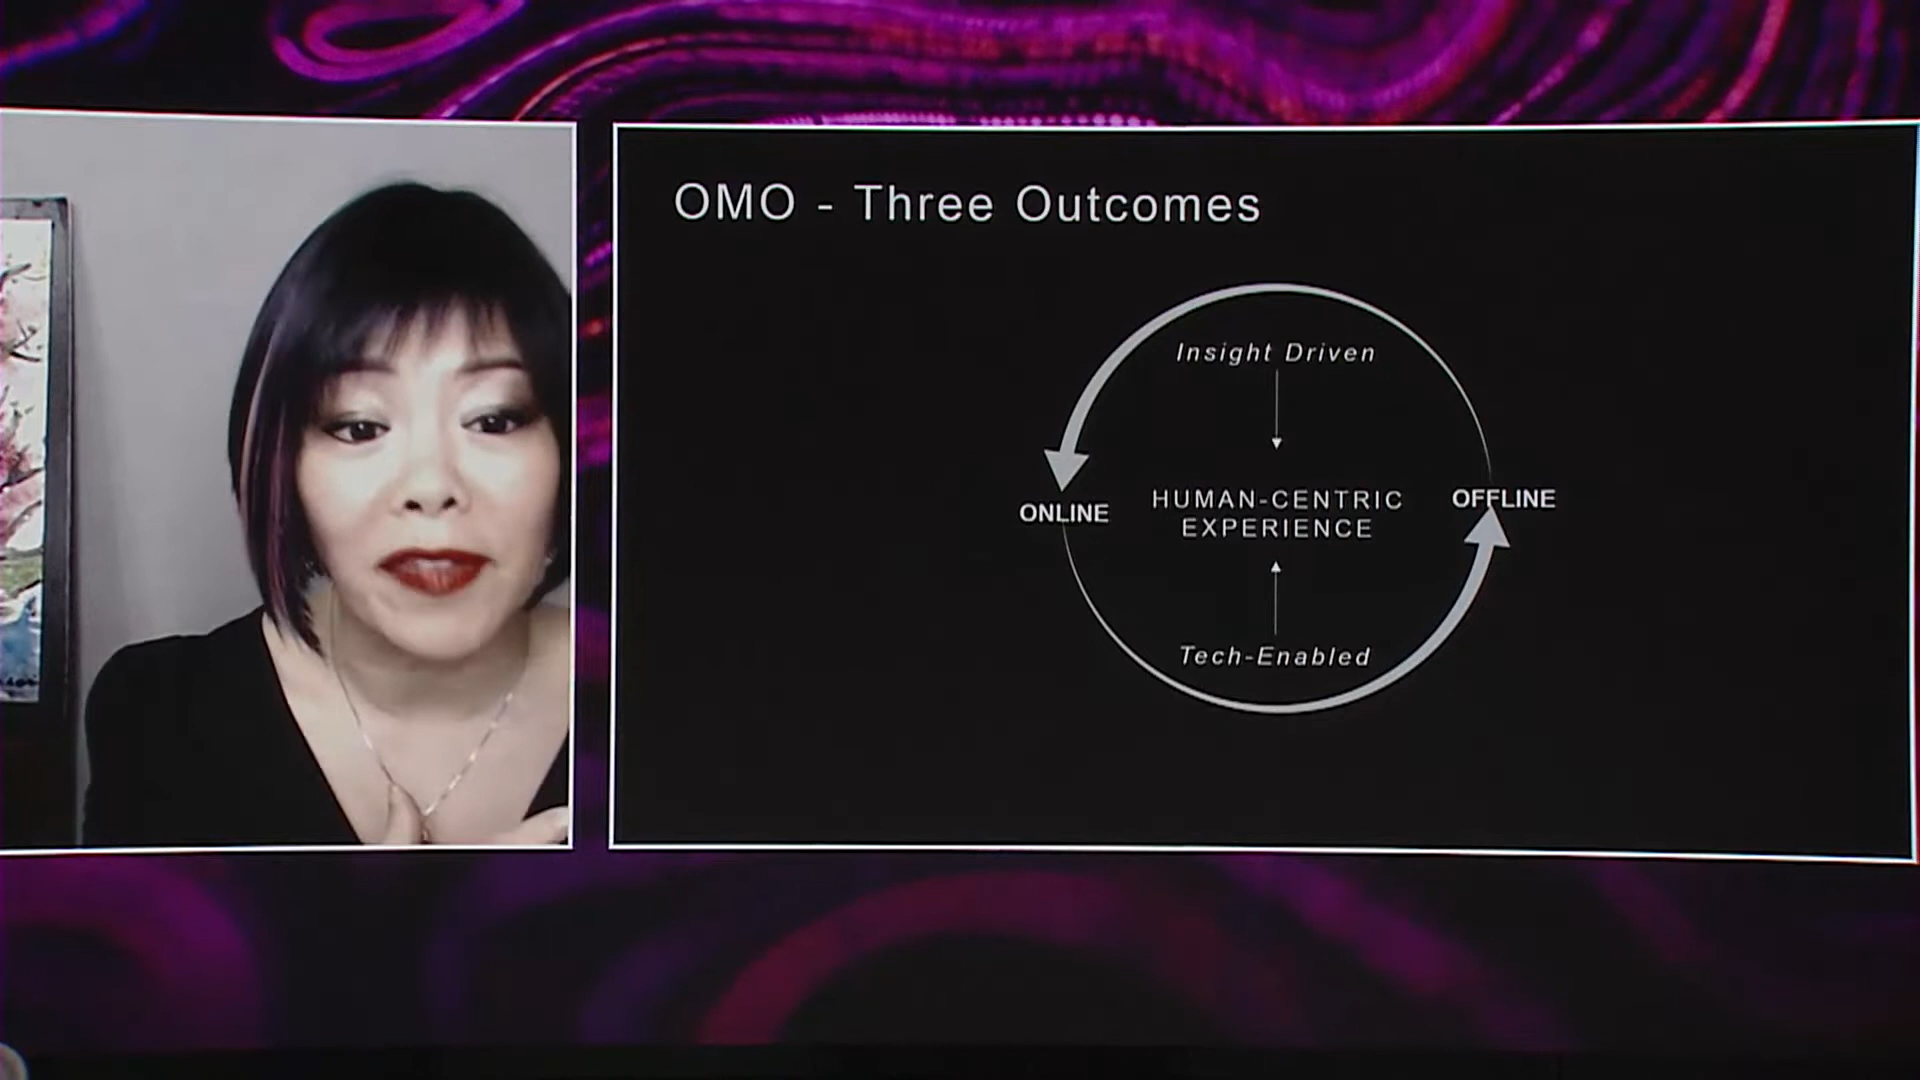 OMO - Three Outcomes
Insight Driven
ONLINE
HUMAN-CENTRIC
EXPERIENCE
OFFLINE
Tech-Enabled